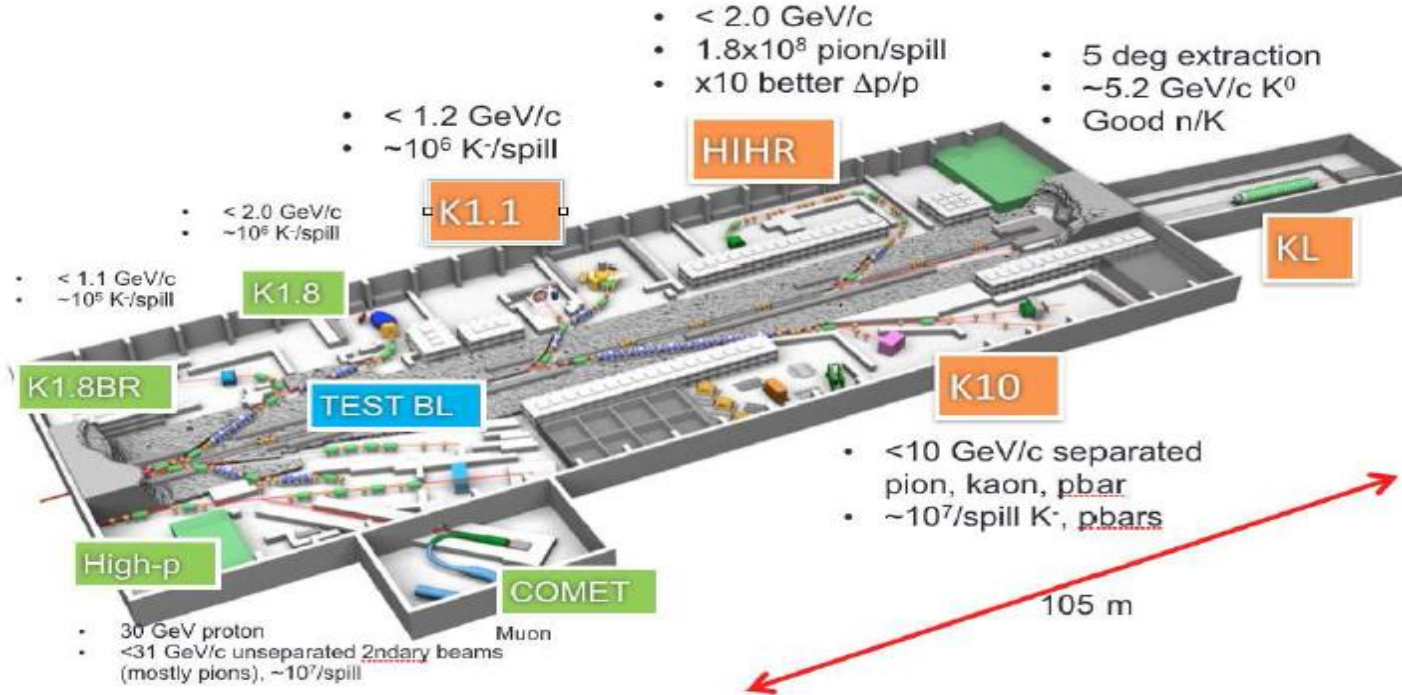 • < 2.0 GeV/c
• 1.8x10⁸ pion/spill
• x10 better Δp/p
• 5 deg extraction
• ~5.2 GeV/c K⁰
• Good n/K
• < 1.2 GeV/c
• ~10⁶ K⁻/spill
HIHR
K1.1
KL
• < 2.0 GeV/c
• ~10⁶ K⁻/spill
K1.8
• < 1.1 GeV/c
• ~10⁵ K⁻/spill
K1.8BR
TEST BL
K10
• <10 GeV/c separated
pion, kaon, pbar
• ~10⁷/spill K⁻, pbars
High-p
COMET
105 m
• 30 GeV proton
Muon
• <31 GeV/c unseparated 2ndary beams
(mostly pions), ~10⁷/spill